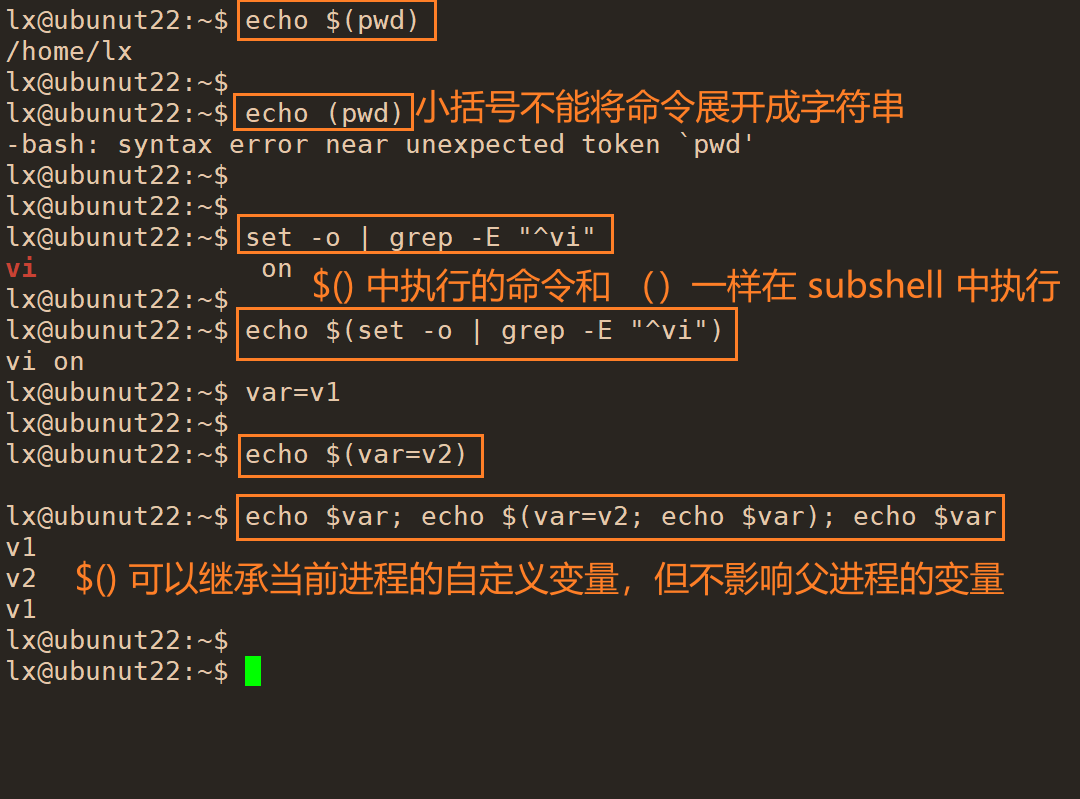 lx@ubunut22:~$ echo $(pwd)
/home/lx
lx@ubunut22:~$
lx@ubunut22:~$ echo (pwd) 小括号不能将命令展开成字符串
-bash: syntax error near unexpected token `pwd'
lx@ubunut22:~$
lx@ubunut22:~$
lx@ubunut22:~$ set -o | grep -E "^vi"
vi on
$() 中执行的命令和 （）一样在 subshell 中执行
lx@ubunut22:~$
lx@ubunut22:~$ echo $(set -o | grep -E "^vi")
vi on
lx@ubunut22:~$ var=v1
lx@ubunut22:~$
lx@ubunut22:~$ echo $(var=v2)
lx@ubunut22:~$ echo $var; echo $(var=v2; echo $var); echo $var
v1
v2 $() 可以继承当前进程的自定义变量，但不影响父进程的变量
v1
lx@ubunut22:~$
lx@ubunut22:~$